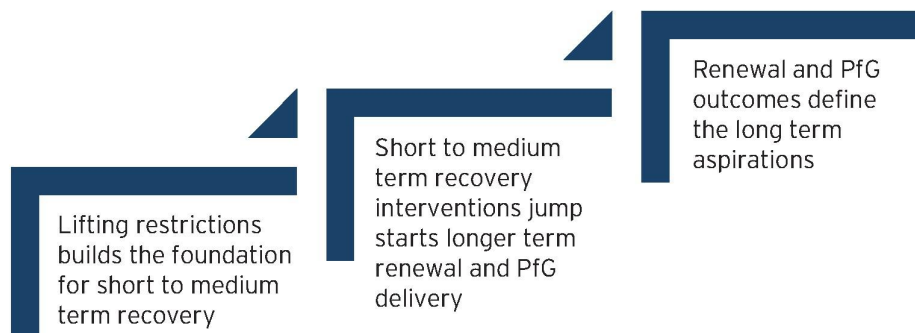 Lifting restrictions
builds the foundation
for short to medium
term recovery
Short to medium
term recovery
interventions jump
starts longer term
renewal and PfG
delivery
Renewal and PfG
outcomes define
the long term
aspirations